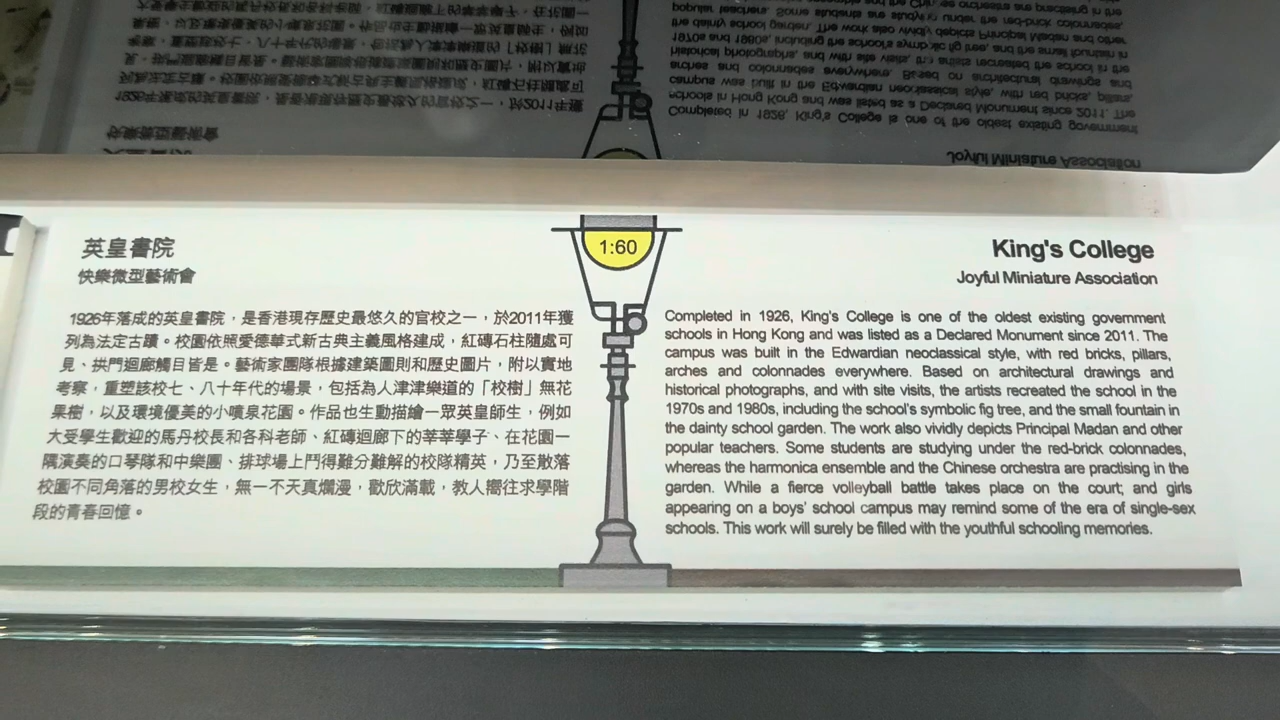 英皇書院
快樂微型藝術會
1926年落成的英皇書院，是香港現存歷史最悠久的官校之一，於2011年獲
列為法定古蹟。校園依照愛德華式新古典主義風格建成，紅磚石柱隨處可
見、拱門迴廊觸目皆是。藝術家團隊根據建築圖則和歷史圖片，附以實地
考察，重塑該校七、八十年代的場景，包括為人津津樂道的「校樹」無花
果樹，以及環境優美的小噴泉花園。作品也生動描繪一眾英皇師生，例如
大受學生歡迎的馬丹校長和各科老師、紅磚迴廊下的莘莘學子、在花園一
隅演奏的口琴隊和中樂團、排球場上鬥得難分難解的校隊精英，乃至散落
校園不同角落的男校女生，無一不天真爛漫，歡欣滿載，教人嚮往求學階
段的青春回憶。
1:60
King's College
Joyful Miniature Association
Completed in 1926, King's College is one of the oldest existing government
schools in Hong Kong and was listed as a Declared Monument since 2011. The
campus was built in the Edwardian neoclassical style, with red bricks, pillars,
arches and colonnades everywhere. Based on architectural drawings and
historical photographs, and with site visits, the artists recreated the school in the
1970s and 1980s, including the school's symbolic fig tree, and the small fountain in
the dainty school garden. The work also vividly depicts Principal Madan and other
popular teachers. Some students are studying under the red-brick colonnades,
whereas the harmonica ensemble and the Chinese orchestra are practising in the
garden. While a fierce volleyball battle takes place on the court; and girls
appearing on a boys' school campus may remind some of the era of single-sex
schools. This work will surely be filled with the youthful schooling memories.